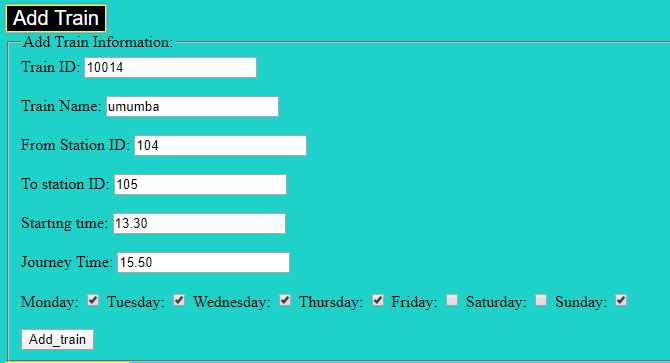 Add Train
Add Train Information:
Train ID: 10014
Train Name: umumba
From Station ID: 104
To station ID: 105
Starting time: 13.30
Journey Time: 15.50
Monday: Tuesday: Wednesday: Thursday: Friday: Saturday: Sunday:
Add_train